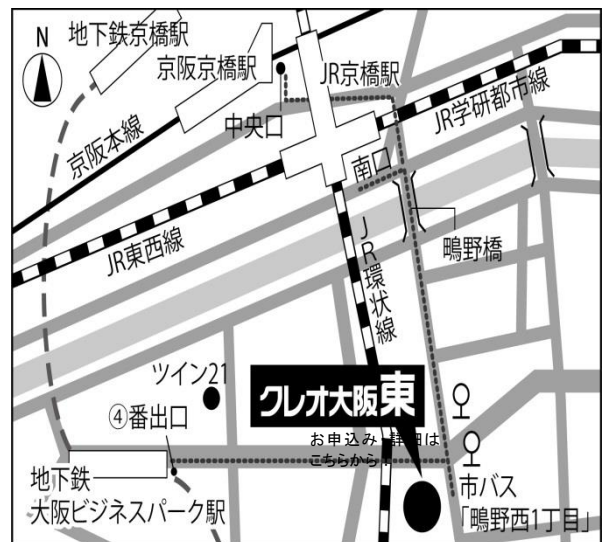 N
地下鉄京橋駅
京阪京橋駅
JR京橋駅
中央口
京阪本線
JR学研都市線
南口
JR東西線
JR環状線
鴫野橋
ツイン21
クレオ大阪東
④番出口
お申込み・詳細は
こちらから！
地下鉄
大阪ビジネスパーク駅
市バス
「鴫野西1丁目」